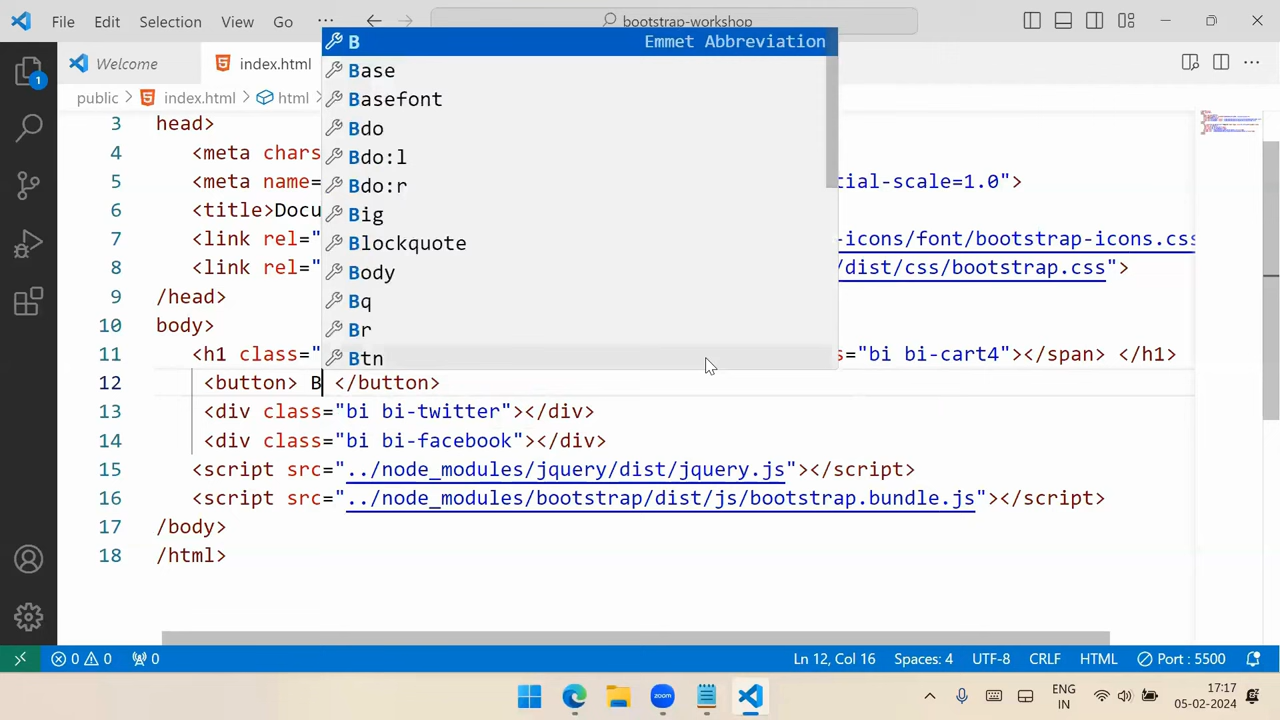 File Edit Selection View Go ··· bootstrap-workshop
Welcome index.html
public > index.html > html >
B Emmet Abbreviation
Base
Basefont
Bdo
Bdo:l
Bdo:r
Big
Blockquote
Body
Bq
Br
Btn
3 head>
4 <meta chars
5 <meta name= tial-scale=1.0">
6 <title>Docu
7 <link rel=" -icons/font/bootstrap-icons.css
8 <link rel=" /dist/css/bootstrap.css">
9 /head>
10 body>
11 <h1 class=" s="bi bi-cart4"></span> </h1>
12 <button> B </button>
13 <div class="bi bi-twitter"></div>
14 <div class="bi bi-facebook"></div>
15 <script src="../node_modules/jquery/dist/jquery.js"></script>
16 <script src="../node_modules/bootstrap/dist/js/bootstrap.bundle.js"></script>
17 /body>
18 /html>
1
0 0 0 Ln 12, Col 16 Spaces: 4 UTF-8 CRLF HTML Port : 5500
zoom ENG IN 17:17 05-02-2024